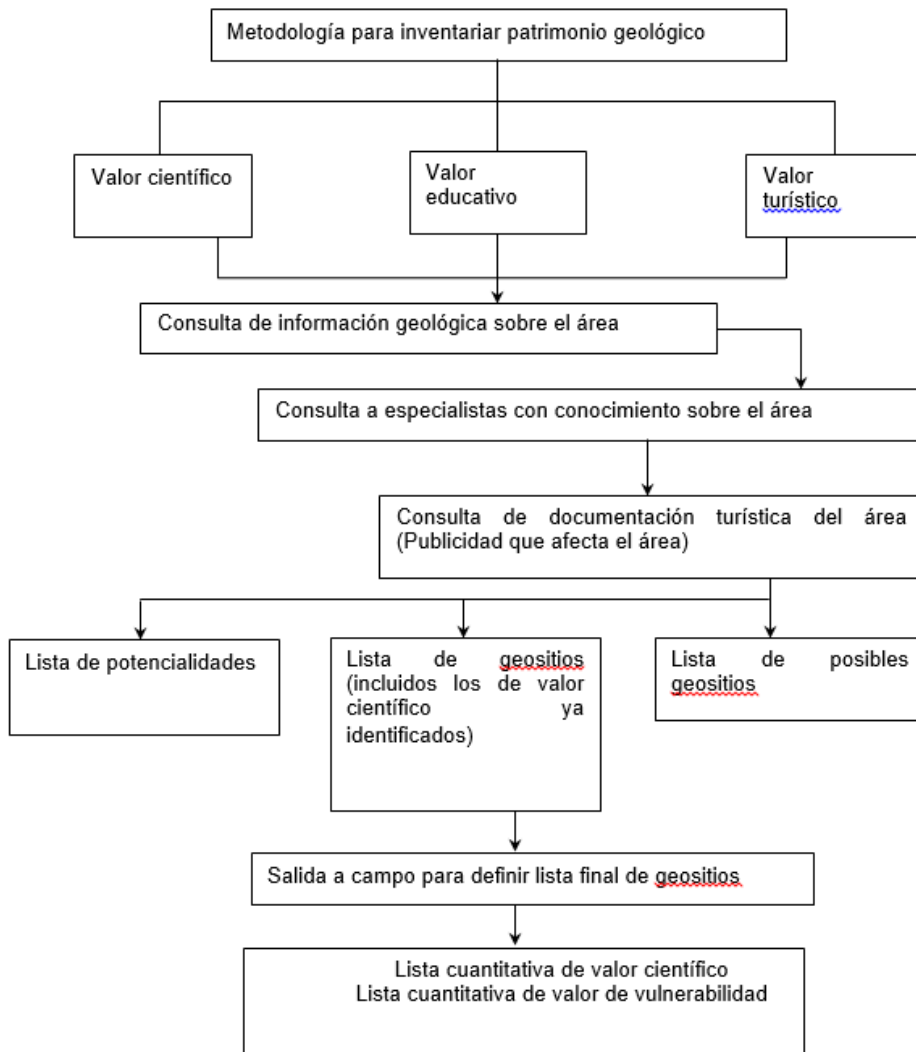 Metodología para inventariar patrimonio geológico
Valor científico
Valor
educativo
Valor
turístico
Consulta de información geológica sobre el área
Consulta a especialistas con conocimiento sobre el área
Consulta de documentación turística del área
(Publicidad que afecta el área)
Lista de potencialidades
Lista de geositios
(incluidos los de valor
científico ya
identificados)
Lista de posibles
geositios
Salida a campo para definir lista final de geositios
Lista cuantitativa de valor científico
Lista cuantitativa de valor de vulnerabilidad